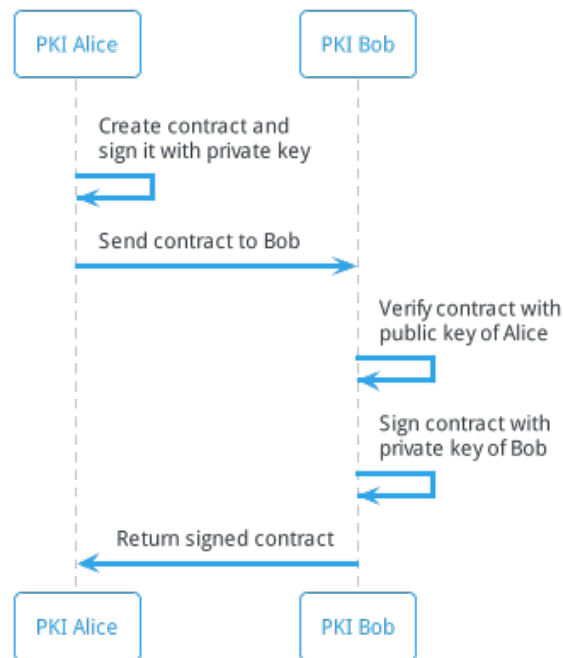 PKI Alice
PKI Bob
Create contract and
sign it with private key
Send contract to Bob
Verify contract with
public key of Alice
Sign contract with
private key of Bob
Return signed contract
PKI Alice
PKI Bob